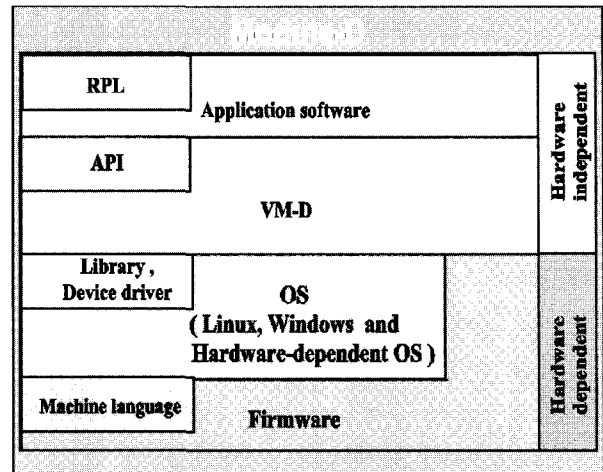 RPL
Application software
API
VM-D
Hardware
independent
Library ,
Device driver
OS
( Linux, Windows and
Hardware-dependent OS )
Machine language
Firmware
Hardware
dependent